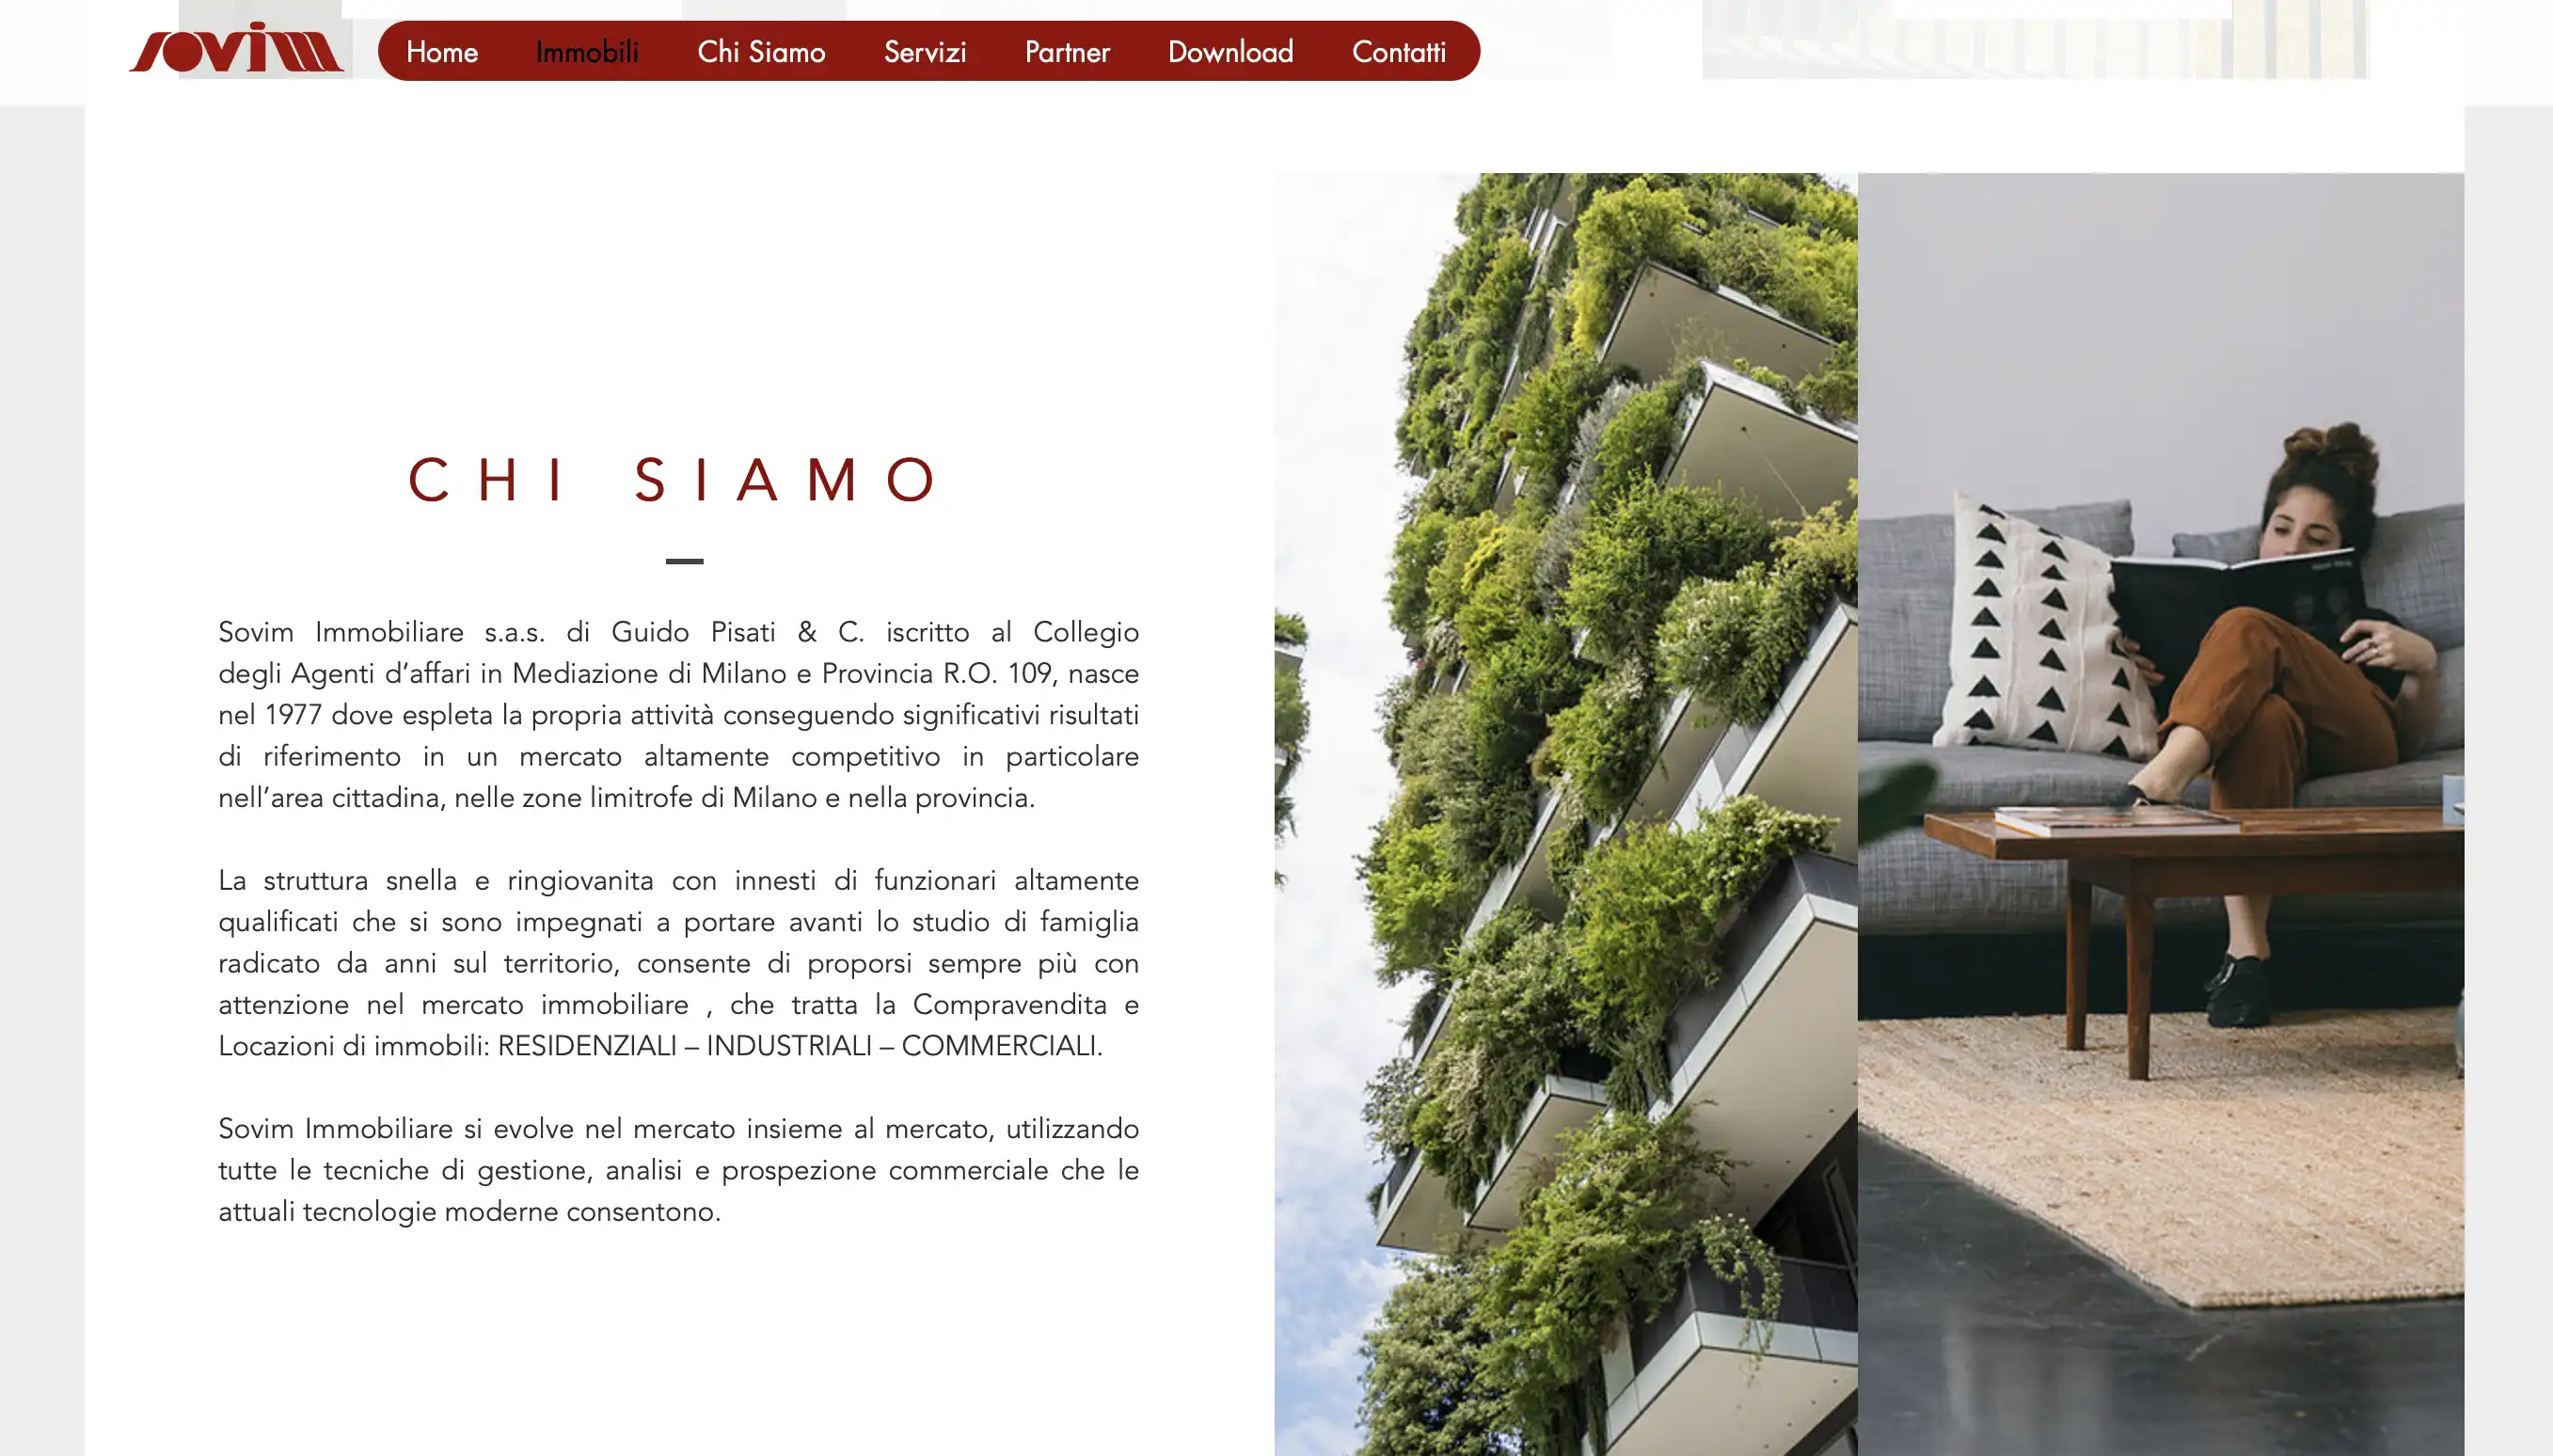 sovim
Home
Immobili
Chi Siamo
Servizi
Partner
Download
Contatti
CHI SIAMO
Sovim Immobiliare s.a.s. di Guido Pisati & C. iscritto al Collegio
degli Agenti d’affari in Mediazione di Milano e Provincia R.O. 109, nasce
nel 1977 dove espleta la propria attività conseguendo significativi risultati
di riferimento in un mercato altamente competitivo in particolare
nell’area cittadina, nelle zone limitrofe di Milano e nella provincia.
La struttura snella e ringiovanita con innesti di funzionari altamente
qualificati che si sono impegnati a portare avanti lo studio di famiglia
radicato da anni sul territorio, consente di proporsi sempre più con
attenzione nel mercato immobiliare , che tratta la Compravendita e
Locazioni di immobili: RESIDENZIALI – INDUSTRIALI – COMMERCIALI.
Sovim Immobiliare si evolve nel mercato insieme al mercato, utilizzando
tutte le tecniche di gestione, analisi e prospezione commerciale che le
attuali tecnologie moderne consentono.